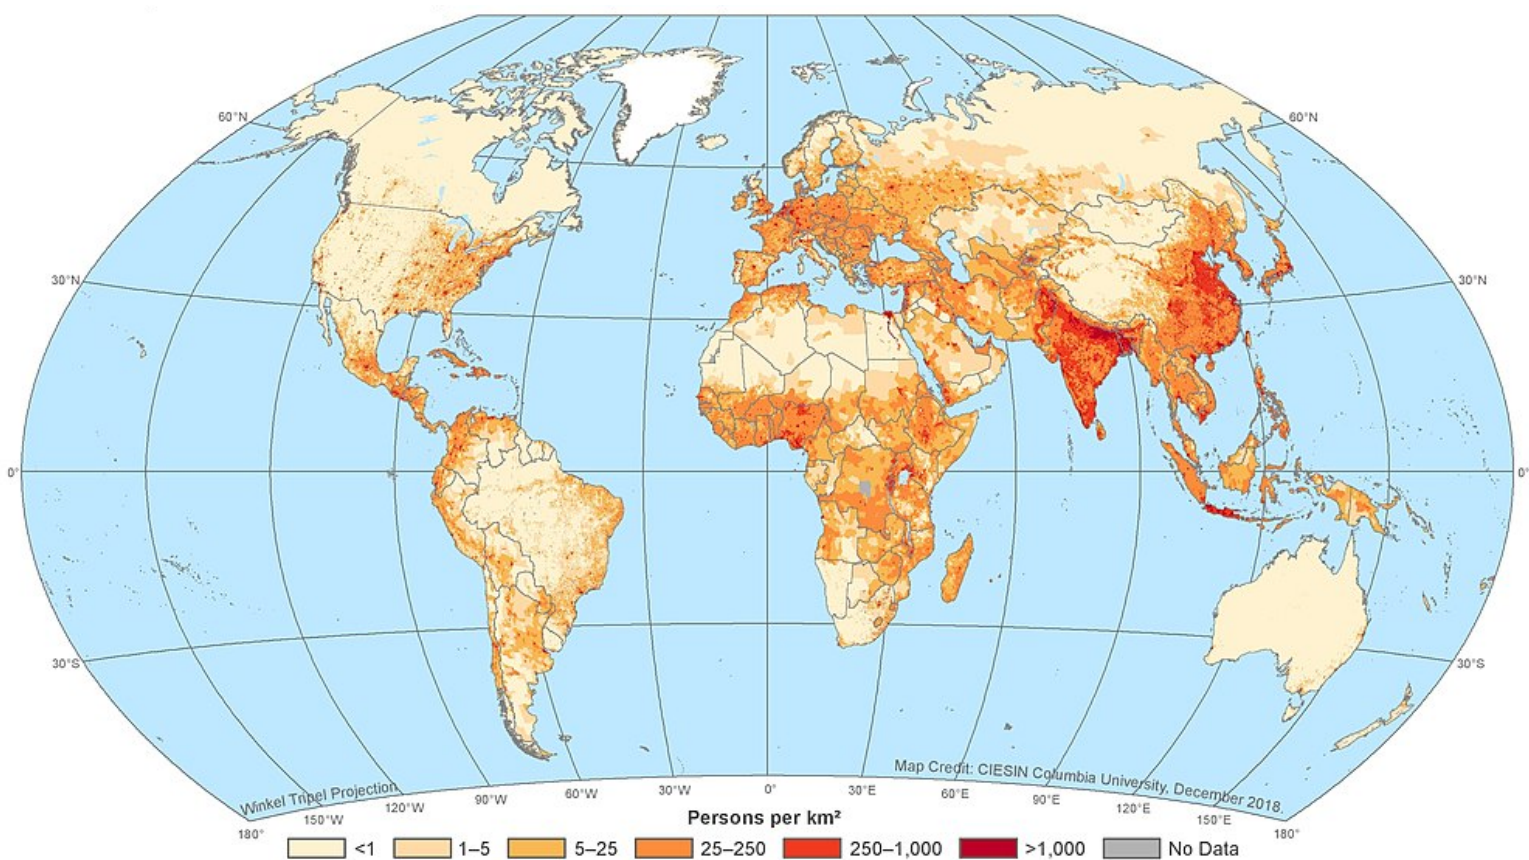 60°N
60°N
30°N
30°N
0°
0°
30°S
30°S
Winkel Tripel Projection
Map Credit: CIESIN Columbia University, December 2018.
180°
150°W
120°W
90°W
60°W
30°W
0°
30°E
60°E
90°E
120°E
150°E
180°
Persons per km²
<1
1–5
5–25
25–250
250–1,000
>1,000
No Data